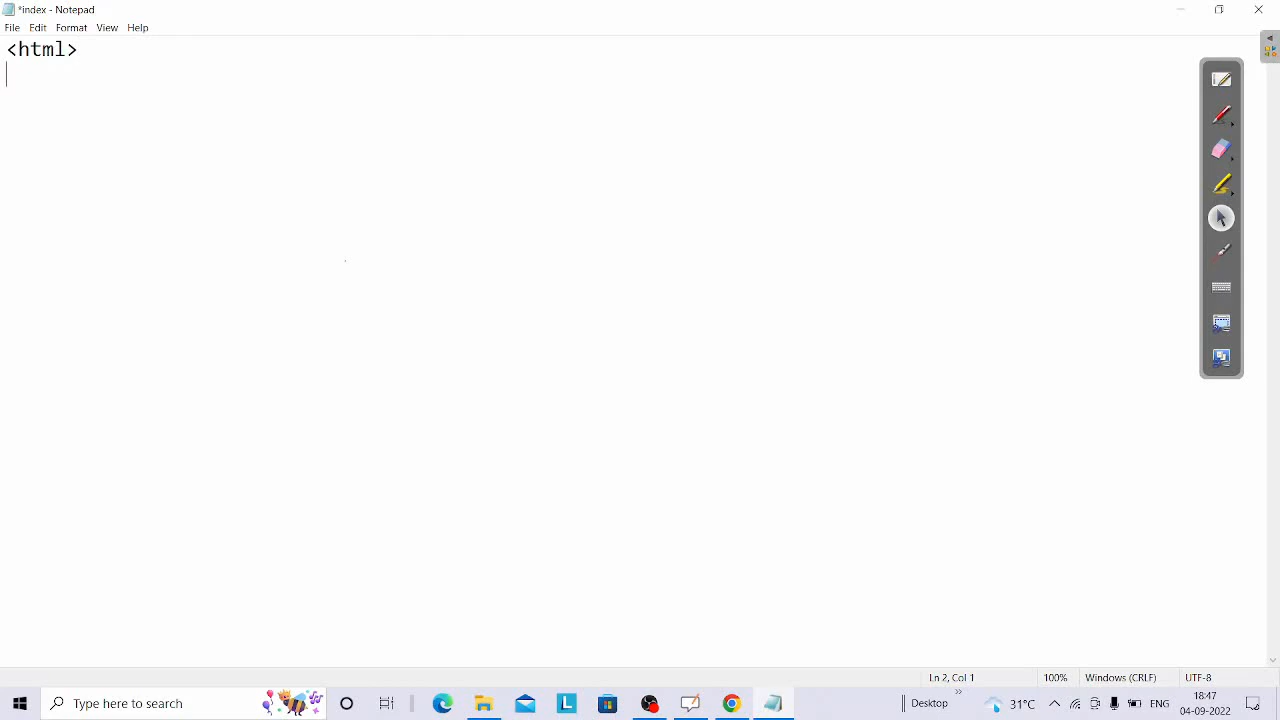 *index - Notepad
File Edit Format View Help
<html>
Ln 2, Col 1 100% Windows (CRLF) UTF-8
Type here to search
L
Desktop
31°C
ENG
18:47
04-09-2022